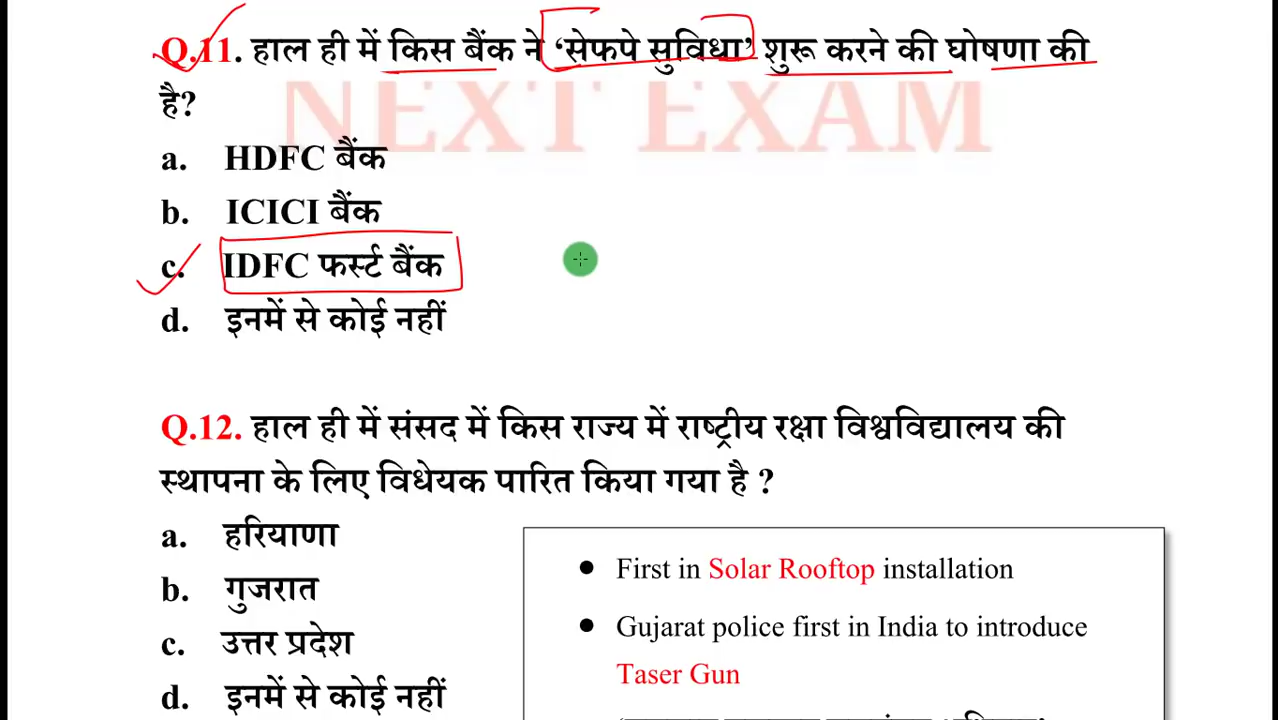 Q.11. हाल ही में किस बैंक ने ‘सेफपे सुविधा’ शुरू करने की घोषणा की
है?
NEXT EXAM
a. HDFC बैंक
b. ICICI बैंक
c. IDFC फर्स्ट बैंक
d. इनमें से कोई नहीं
Q.12. हाल ही में संसद में किस राज्य में राष्ट्रीय रक्षा विश्वविद्यालय की
स्थापना के लिए विधेयक पारित किया गया है ?
a. हरियाणा
b. गुजरात
c. उत्तर प्रदेश
d. इनमें से कोई नहीं
● First in Solar Rooftop installation
● Gujarat police first in India to introduce
Taser Gun